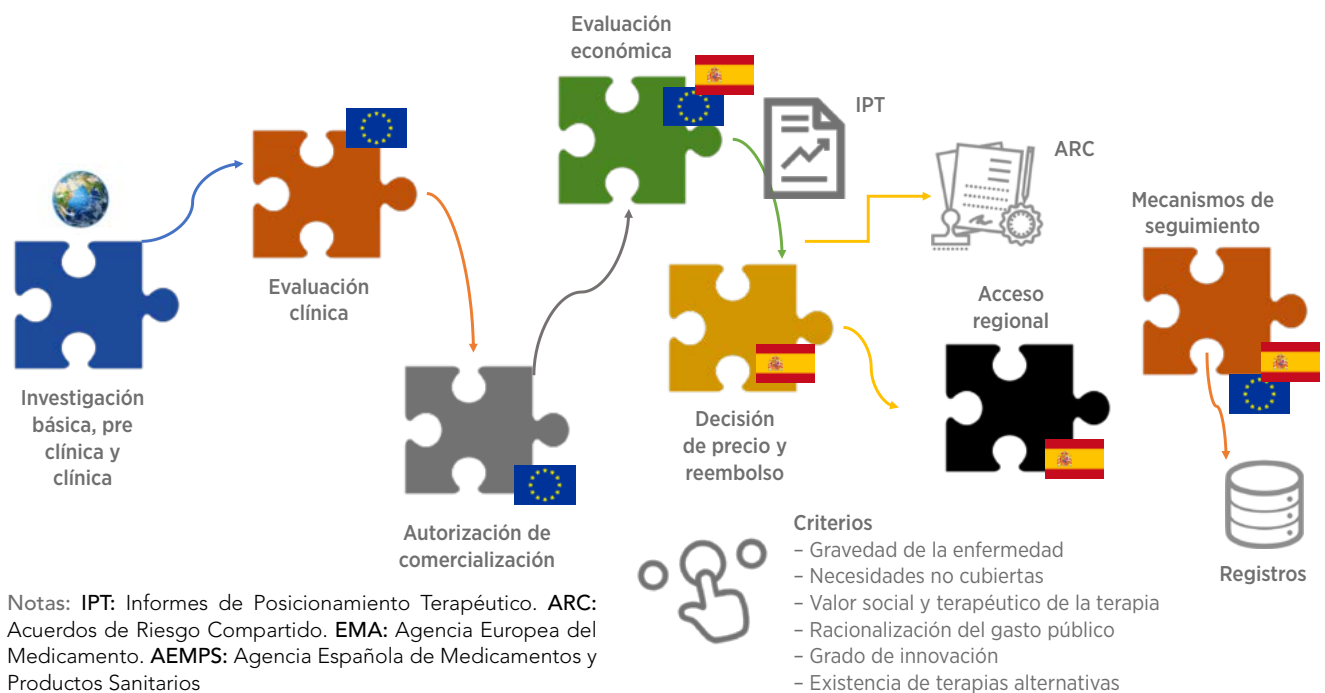 Evaluación
económica
IPT
ARC
Mecanismos de
seguimiento
Evaluación
clínica
Acceso
regional
Investigación
básica, pre
clínica y
clínica
Decisión
de precio y
reembolso
Autorización de
comercialización
Criterios
– Gravedad de la enfermedad
– Necesidades no cubiertas
– Valor social y terapéutico de la terapia
– Racionalización del gasto público
– Grado de innovación
– Existencia de terapias alternativas
Registros
Notas: IPT: Informes de Posicionamiento Terapéutico. ARC:
Acuerdos de Riesgo Compartido. EMA: Agencia Europea del
Medicamento. AEMPS: Agencia Española de Medicamentos y
Productos Sanitarios